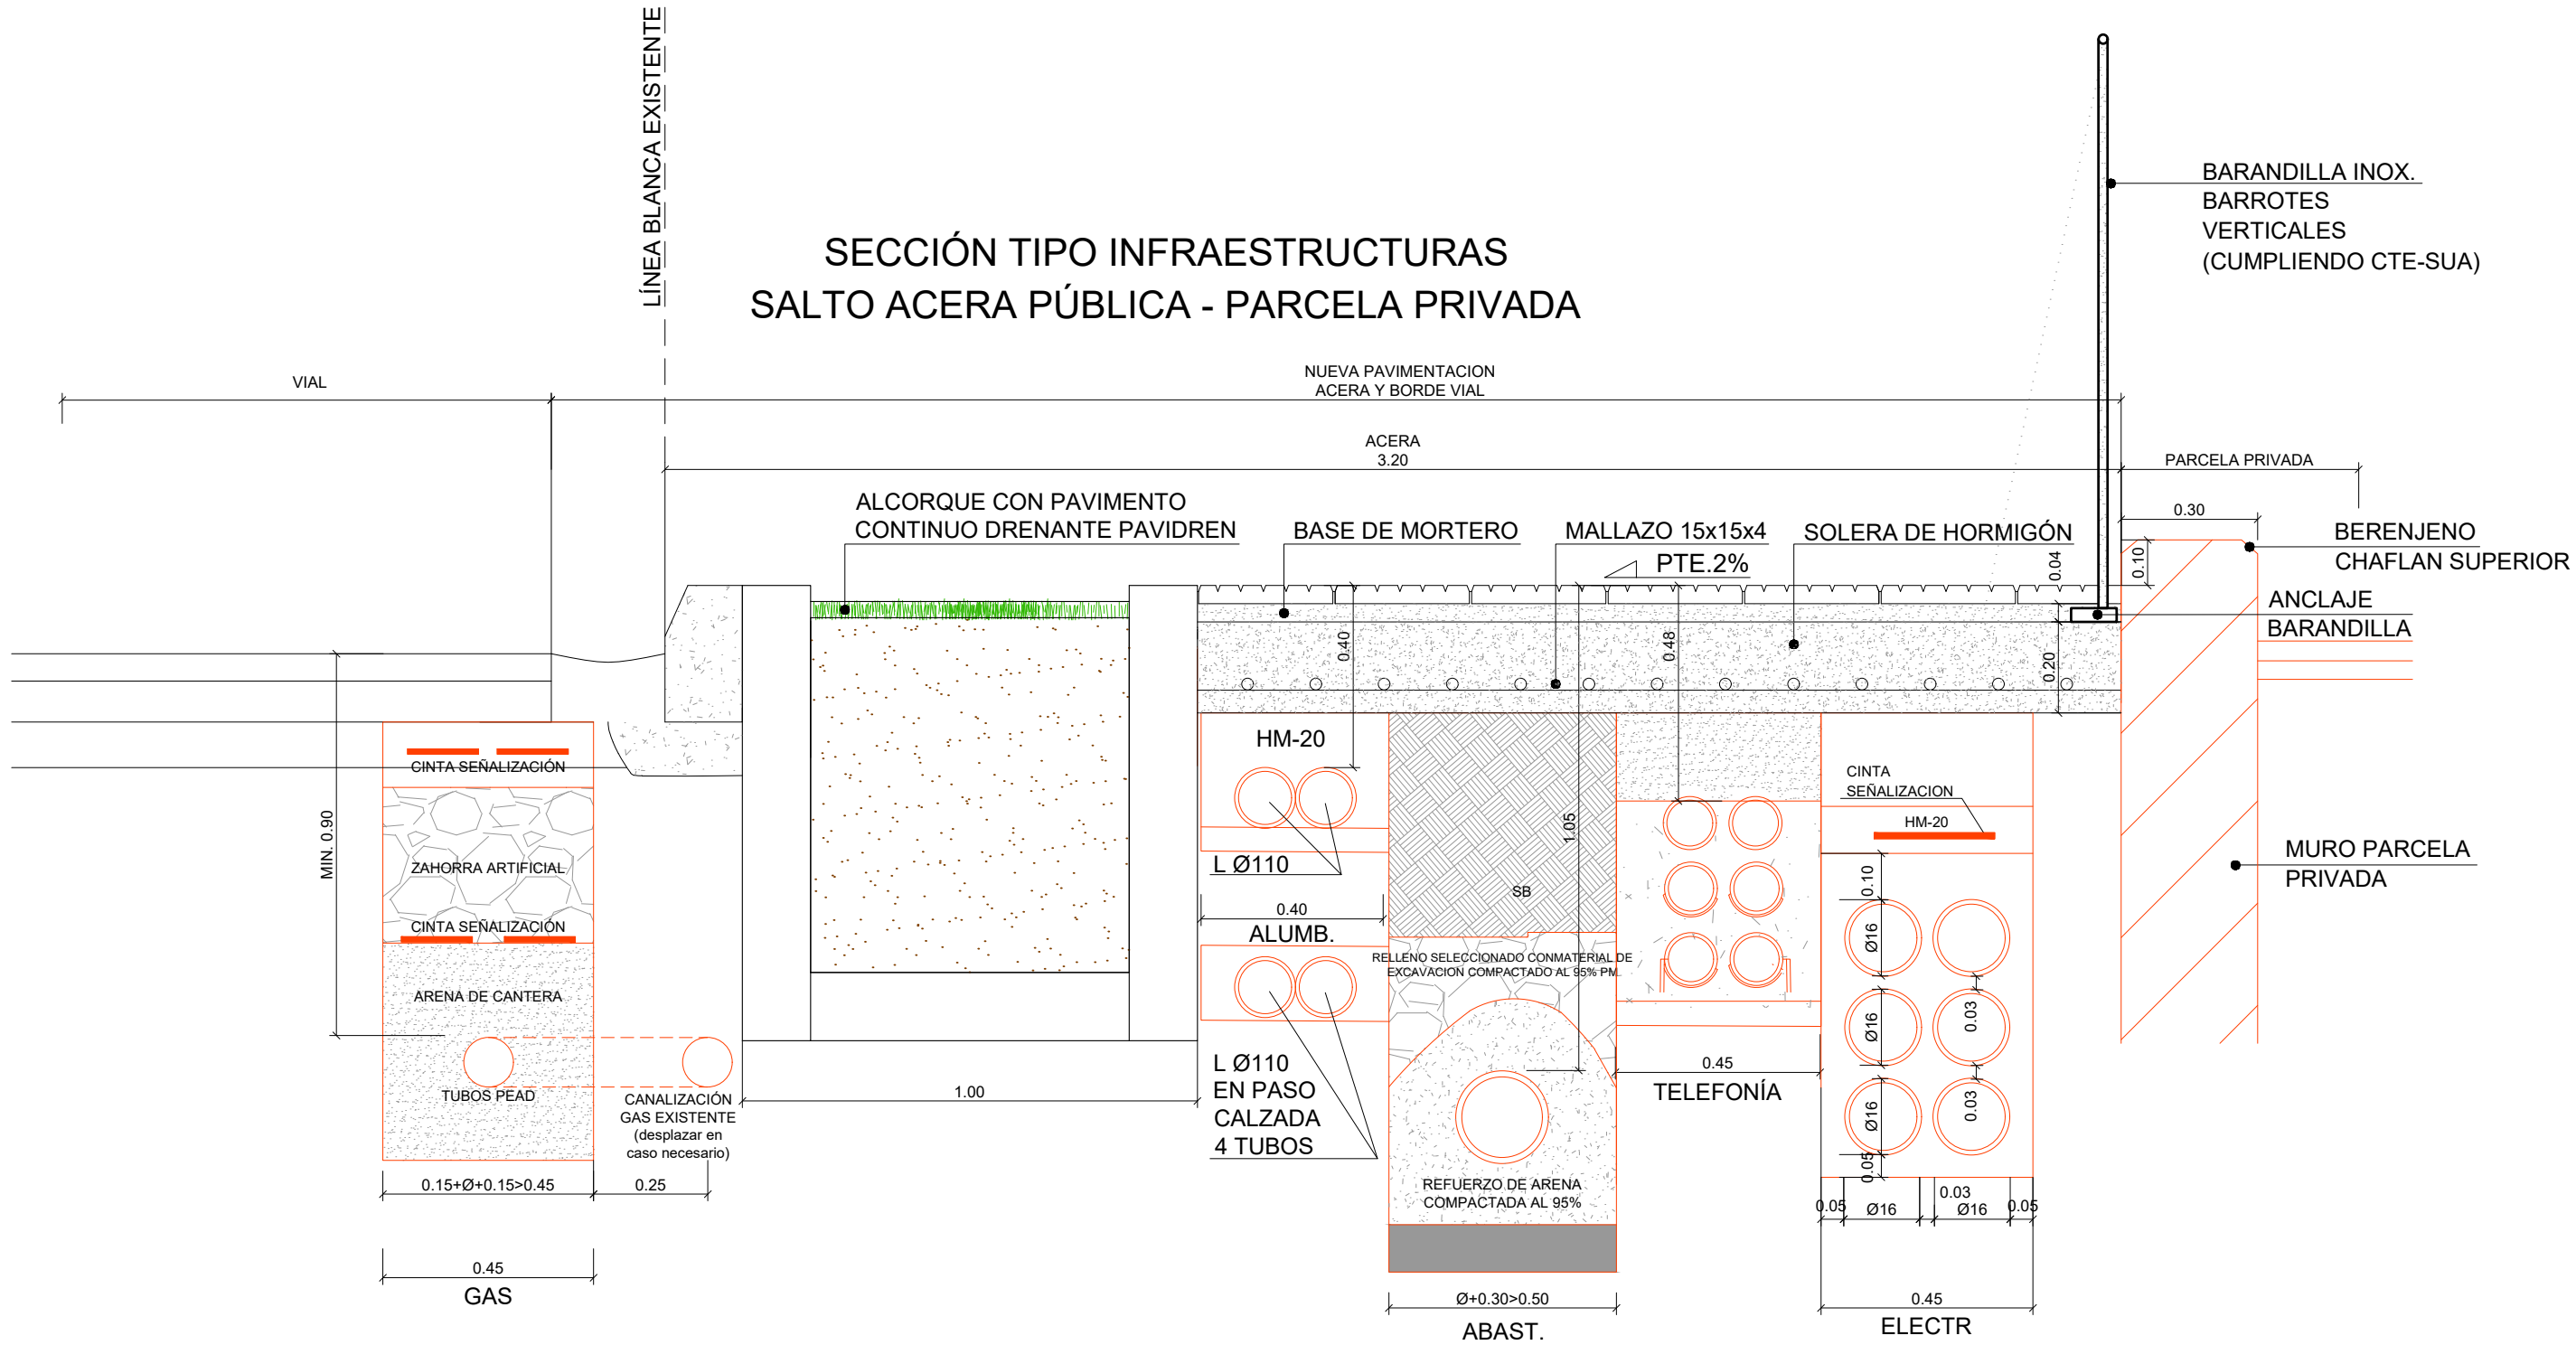 LÍNEA BLANCA EXISTENTE
SECCIÓN TIPO INFRAESTRUCTURAS
SALTO ACERA PÚBLICA - PARCELA PRIVADA
BARANDILLA INOX.
BARROTES
VERTICALES
(CUMPLIENDO CTE-SUA)
VIAL
NUEVA PAVIMENTACION
ACERA Y BORDE VIAL
ACERA
3.20
PARCELA PRIVADA
ALCORQUE CON PAVIMENTO
CONTINUO DRENANTE PAVIDREN
BASE DE MORTERO
MALLAZO 15x15x4
PTE.2%
SOLERA DE HORMIGÓN
0.04
0.10
0.30
BERENJENO
CHAFLAN SUPERIOR
ANCLAJE
BARANDILLA
0.40
0.48
0.20
MIN. 0.90
CINTA SEÑALIZACIÓN
ZAHORRA ARTIFICIAL
CINTA SEÑALIZACIÓN
ARENA DE CANTERA
TUBOS PEAD
CANALIZACIÓN
GAS EXISTENTE
(desplazar en
caso necesario)
0.15+Ø+0.15>0.45
0.25
0.45
GAS
1.00
HM-20
L Ø110
0.40
ALUMB.
L Ø110
EN PASO
CALZADA
4 TUBOS
1.05
SB
RELLENO SELECCIONADO CONMATERIAL DE
EXCAVACION COMPACTADO AL 95% PM.
REFUERZO DE ARENA
COMPACTADA AL 95%
Ø+0.30>0.50
ABAST.
0.45
TELEFONÍA
CINTA
SEÑALIZACION
HM-20
0.10
Ø16
0.03
Ø16
0.03
Ø16
0.05
0.05
Ø16
0.03
Ø16
0.05
0.45
ELECTR
MURO PARCELA
PRIVADA